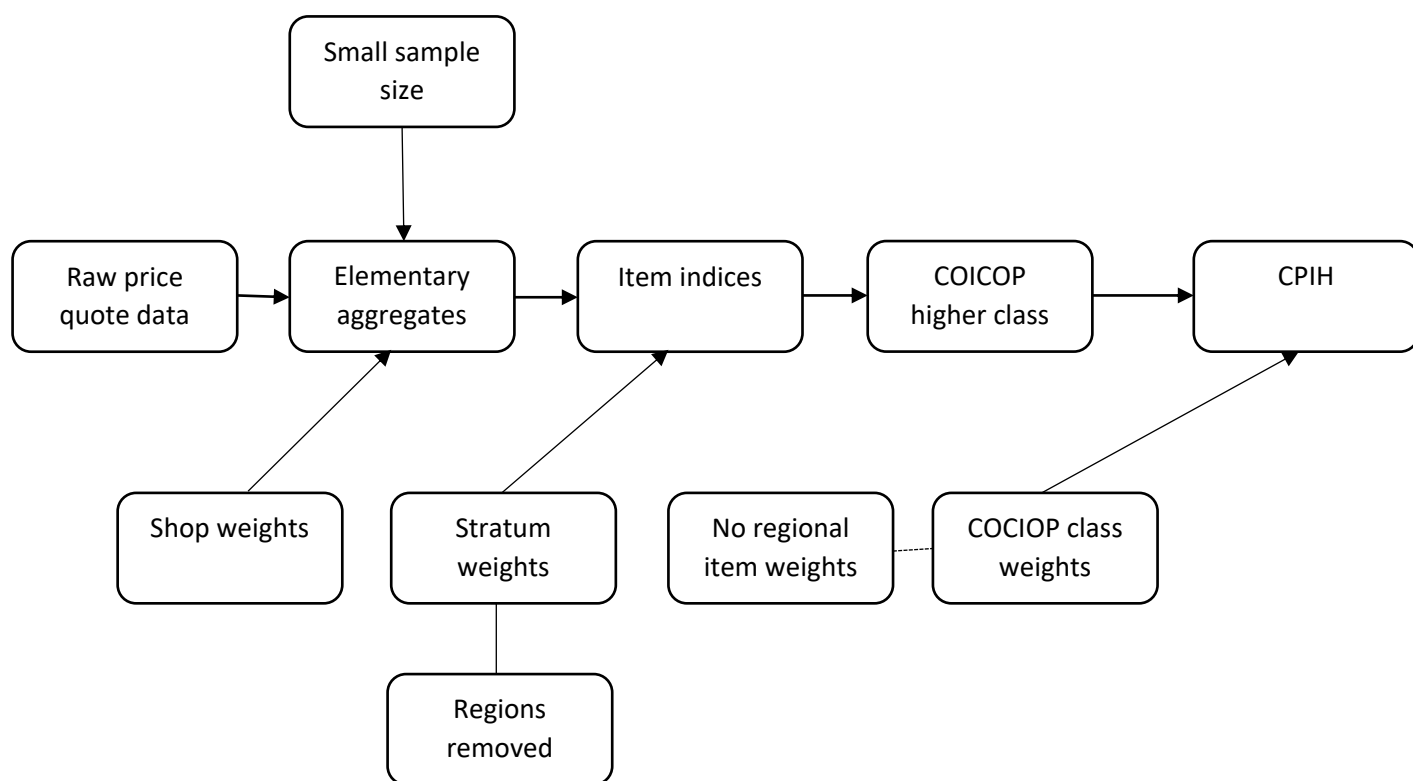 Small sample
size
Raw price
quote data
Elementary
aggregates
Item indices
COICOP
higher class
CPIH
Shop weights
Stratum
weights
No regional
item weights
COCIOP class
weights
Regions
removed